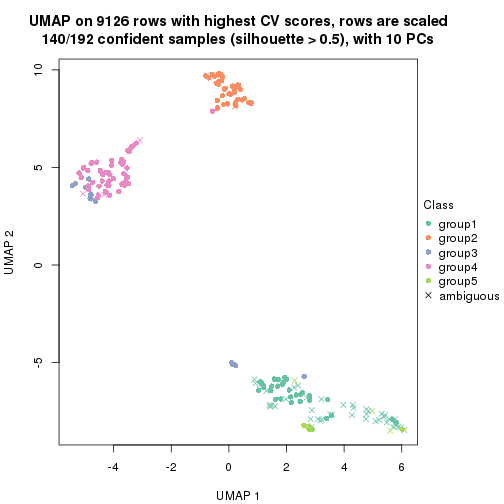 UMAP on 9126 rows with highest CV scores, rows are scaled
140/192 confident samples (silhouette > 0.5), with 10 PCs
10
5
0
-5
UMAP 2
-4
-2
0
2
4
6
UMAP 1
Class
group1
group2
group3
group4
group5
ambiguous